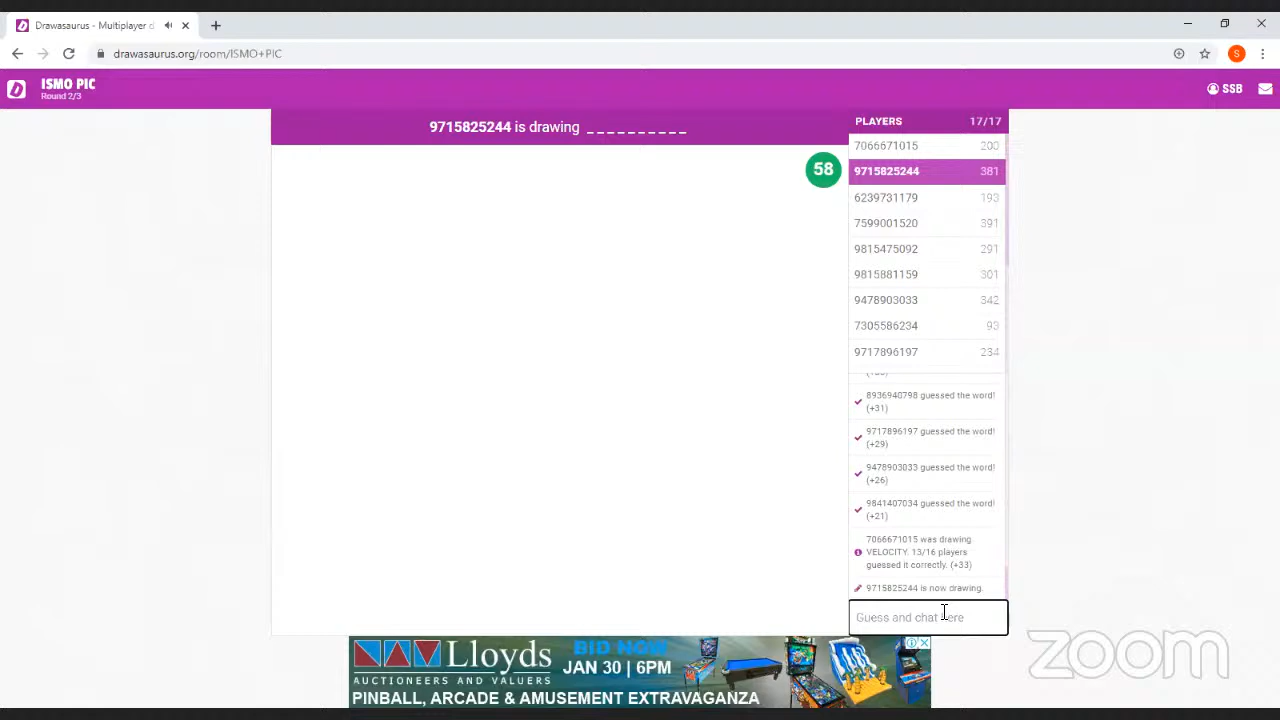 Drawasaurus - Multiplayer d
drawasaurus.org/room/ISMO+PIC
S
ISMO PIC
Round 2/3
SSB
9715825244 is drawing _ _ _ _ _ _ _ _ _ _
58
PLAYERS 17/17
7066671015 200
9715825244 381
6239731179 193
7599001520 391
9815475092 291
9815881159 301
9478903033 342
7305586234 93
9717896197 234
8936940798 guessed the word!
(+31)
9717896197 guessed the word!
(+29)
9478903033 guessed the word!
(+26)
9841407034 guessed the word!
(+21)
7066671015 was drawing
VELOCITY. 13/16 players
guessed it correctly. (+33)
9715825244 is now drawing.
Guess and chat here
Lloyds
AUCTIONEERS AND VALUERS
BID NOW
JAN 30 | 6PM
PINBALL, ARCADE & AMUSEMENT EXTRAVAGANZA
zoom